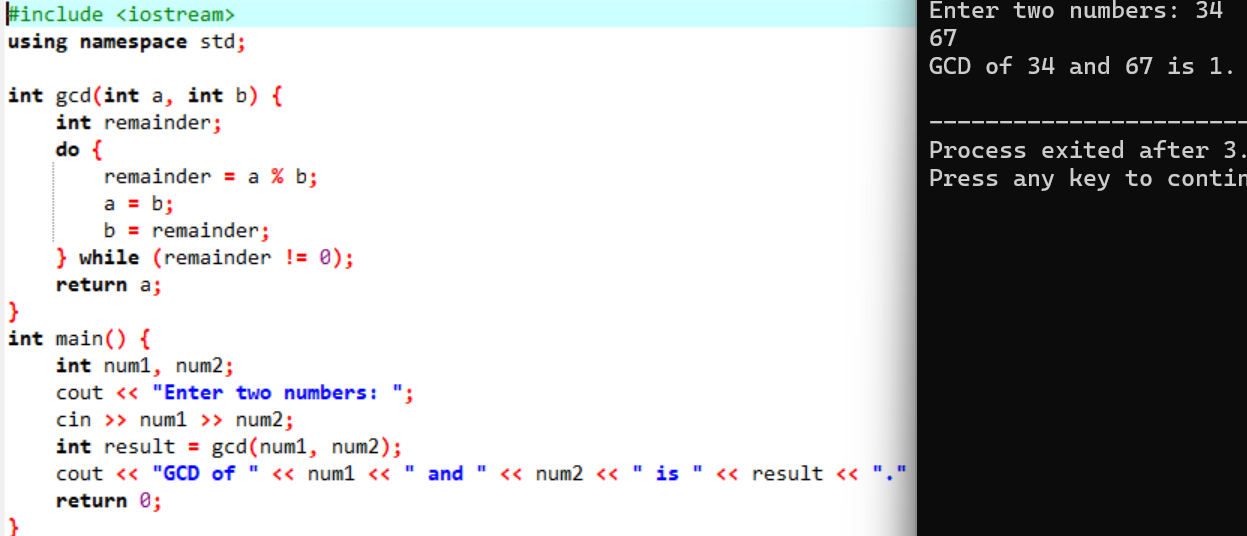 #include <iostream>
using namespace std;
int gcd(int a, int b) {
int remainder;
do {
remainder = a % b;
a = b;
b = remainder;
} while (remainder != 0);
return a;
}
int main() {
int num1, num2;
cout << "Enter two numbers: ";
cin >> num1 >> num2;
int result = gcd(num1, num2);
cout << "GCD of " << num1 << " and " << num2 << " is " << result << "."
return 0;
}
Enter two numbers: 34
67
GCD of 34 and 67 is 1.
-----------------------
Process exited after 3.
Press any key to contin